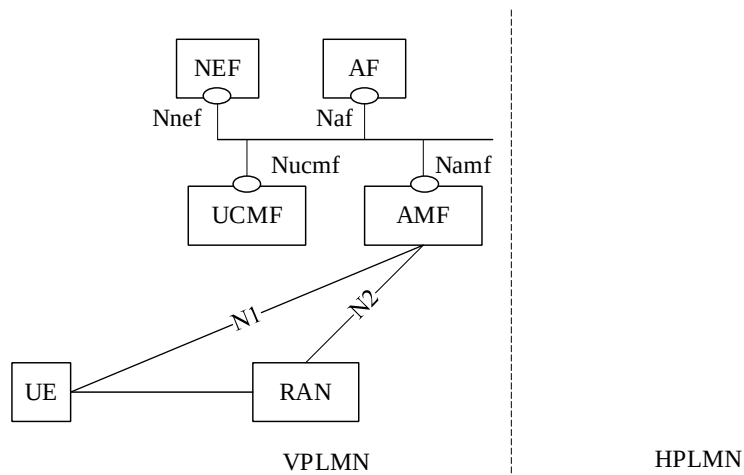 NEF
AF
Nnef
Naf
Nucmf
Namf
UCMF
AMF
N1
N2
UE
RAN
VPLMN
HPLMN